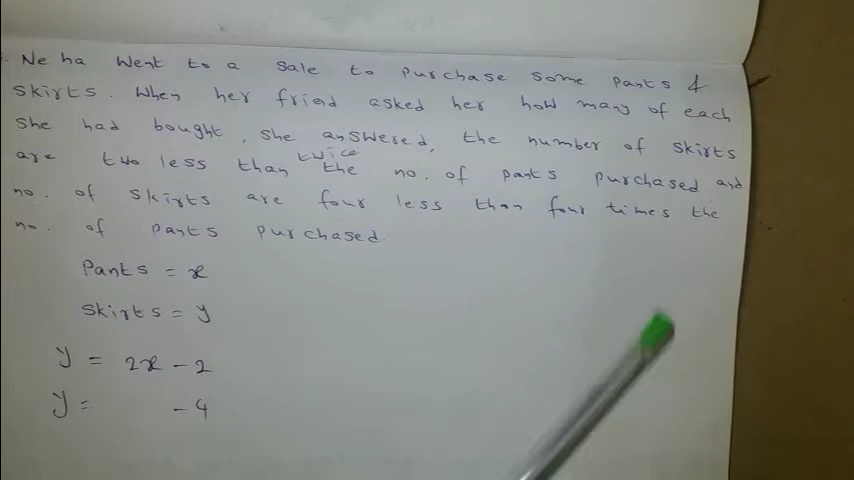 . Neha went to a sale to purchase some pants &
skirts. When her friend asked her how many of each
she had bought, she answered, the number of skirts
are two less than twice the no. of pants purchased and
no. of skirts are four less than four times the
no. of pants purchased.
Pants = x
Skirts = y
y = 2x - 2
y = - 4